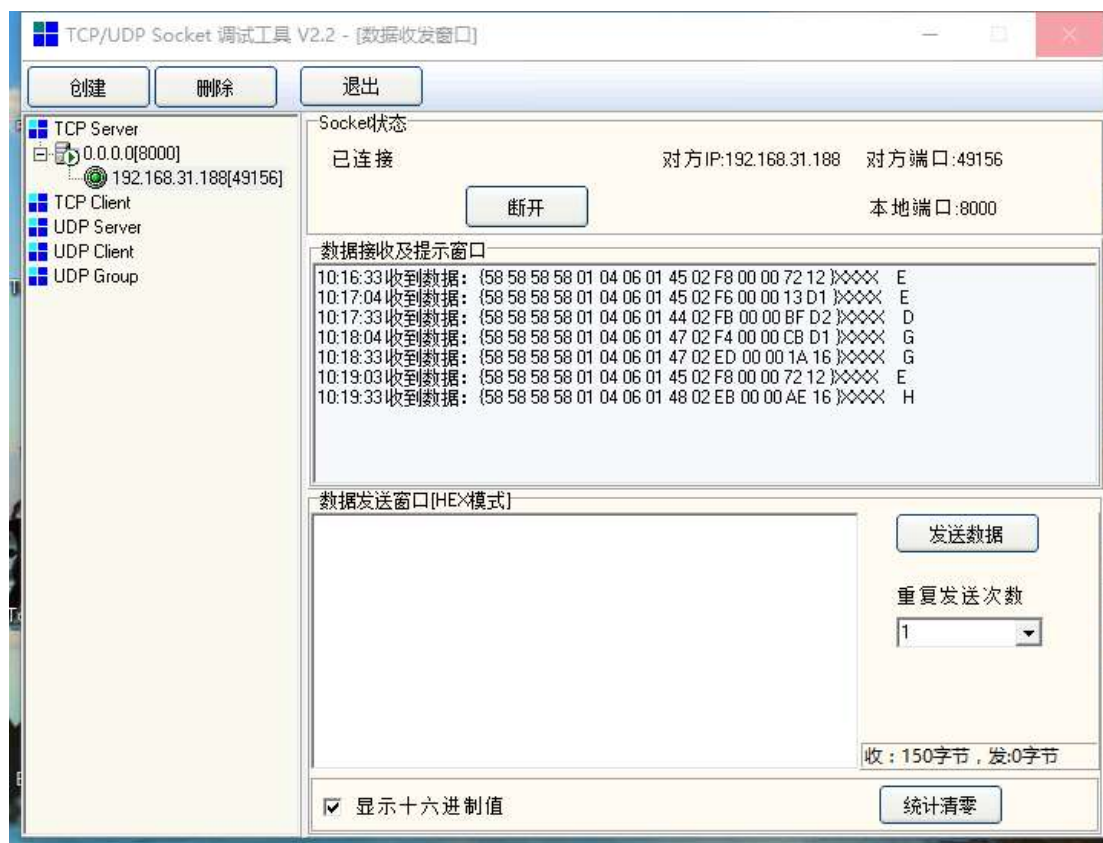 TCP/UDP Socket 调试工具 V2.2 - [数据收发窗口]
创建 删除 退出
TCP Server
0.0.0.0[8000]
192.168.31.188[49156]
TCP Client
UDP Server
UDP Client
UDP Group
Socket状态
已连接 对方IP:192.168.31.188 对方端口:49156
断开 本地端口:8000
数据接收及提示窗口
10:16:33收到数据：{58 58 58 58 01 04 06 01 45 02 F8 00 00 72 12 }XXXX E
10:17:04收到数据：{58 58 58 58 01 04 06 01 45 02 F6 00 00 13 D1 }XXXX E
10:17:33收到数据：{58 58 58 58 01 04 06 01 44 02 FB 00 00 BF D2 }XXXX D
10:18:04收到数据：{58 58 58 58 01 04 06 01 47 02 F4 00 00 CB D1 }XXXX G
10:18:33收到数据：{58 58 58 58 01 04 06 01 47 02 ED 00 00 1A 16 }XXXX G
10:19:03收到数据：{58 58 58 58 01 04 06 01 45 02 F8 00 00 72 12 }XXXX E
10:19:33收到数据：{58 58 58 58 01 04 06 01 48 02 EB 00 00 AE 16 }XXXX H
数据发送窗口[HEX模式]
发送数据
重复发送次数
1
收：150字节，发:0字节
显示十六进制值
统计清零